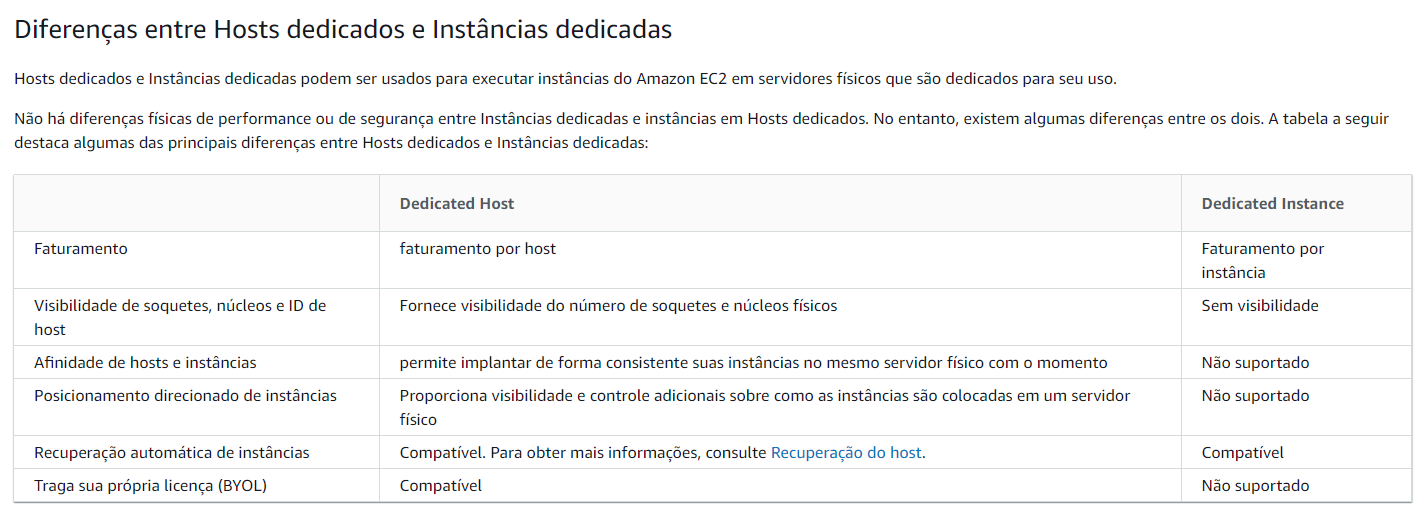 Diferenças entre Hosts dedicados e Instâncias dedicadas
Hosts dedicados e Instâncias dedicadas podem ser usados para executar instâncias do Amazon EC2 em servidores físicos que são dedicados para seu uso.
Não há diferenças físicas de performance ou de segurança entre Instâncias dedicadas e instâncias em Hosts dedicados. No entanto, existem algumas diferenças entre os dois. A tabela a seguir
destaca algumas das principais diferenças entre Hosts dedicados e Instâncias dedicadas:
Dedicated Host
Dedicated Instance
Faturamento
faturamento por host
Faturamento por
instância
Visibilidade de soquetes, núcleos e ID de
host
Fornece visibilidade do número de soquetes e núcleos físicos
Sem visibilidade
Afinidade de hosts e instâncias
permite implantar de forma consistente suas instâncias no mesmo servidor físico com o momento
Não suportado
Posicionamento direcionado de instâncias
Proporciona visibilidade e controle adicionais sobre como as instâncias são colocadas em um servidor
físico
Não suportado
Recuperação automática de instâncias
Compatível. Para obter mais informações, consulte Recuperação do host.
Compatível
Traga sua própria licença (BYOL)
Compatível
Não suportado